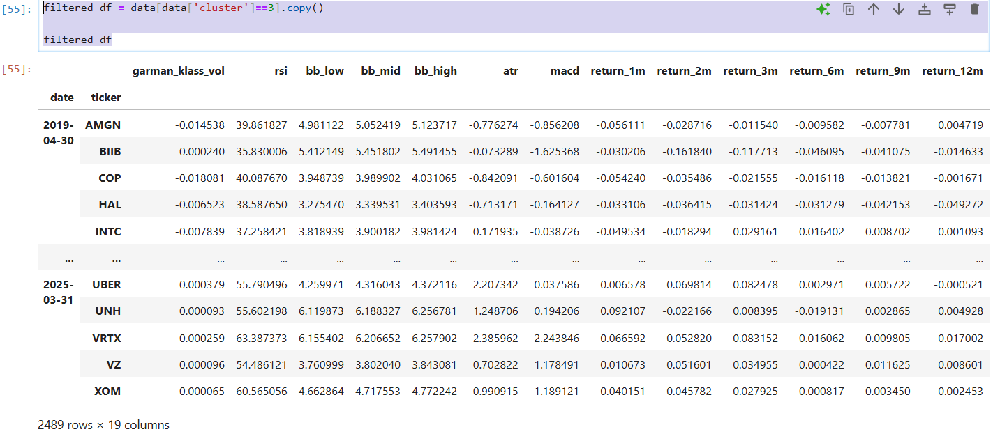 [55]: filtered_df = data[data['cluster']==3].copy()
filtered_df
[55]: garman_klass_vol rsi bb_low bb_mid bb_high atr macd return_1m return_2m return_3m return_6m return_9m return_12m
date ticker
2019-04-30 AMGN -0.014538 39.861827 4.981122 5.052419 5.123717 -0.776274 -0.856208 -0.056111 -0.028716 -0.011540 -0.009582 -0.007781 0.004719
BIIB 0.000240 35.830006 5.412149 5.451802 5.491455 -0.073289 -1.625368 -0.030206 -0.161840 -0.117713 -0.046095 -0.041075 -0.014633
COP -0.018081 40.087670 3.948739 3.989902 4.031065 -0.842091 -0.601604 -0.054240 -0.035486 -0.021555 -0.016118 -0.013821 -0.001671
HAL -0.006523 38.587650 3.275470 3.339531 3.403593 -0.713171 -0.164127 -0.033106 -0.036415 -0.031424 -0.031279 -0.042153 -0.049272
INTC -0.007839 37.258421 3.818939 3.900182 3.981424 0.171935 -0.038726 -0.049534 -0.018294 0.029161 0.016402 0.008702 0.001093
... ... ... ... ... ... ... ... ... ... ... ... ... ... ...
2025-03-31 UBER 0.000379 55.790496 4.259971 4.316043 4.372116 2.207342 0.037586 0.006578 0.069814 0.082478 0.002971 0.005722 -0.000521
UNH 0.000093 55.602198 6.119873 6.188327 6.256781 1.248706 0.194206 0.092107 -0.022166 0.008395 -0.019131 0.002865 0.004928
VRTX 0.000259 63.387373 6.155402 6.206652 6.257902 2.385962 2.243846 0.066592 0.052820 0.083152 0.016062 0.009805 0.017002
VZ 0.000096 54.486121 3.760999 3.802040 3.843081 0.702822 1.178491 0.010673 0.051601 0.034955 0.000422 0.011625 0.008601
XOM 0.000065 60.565056 4.662864 4.717553 4.772242 0.990915 1.189121 0.040151 0.045782 0.027925 0.000817 0.003450 0.002453
2489 rows × 19 columns